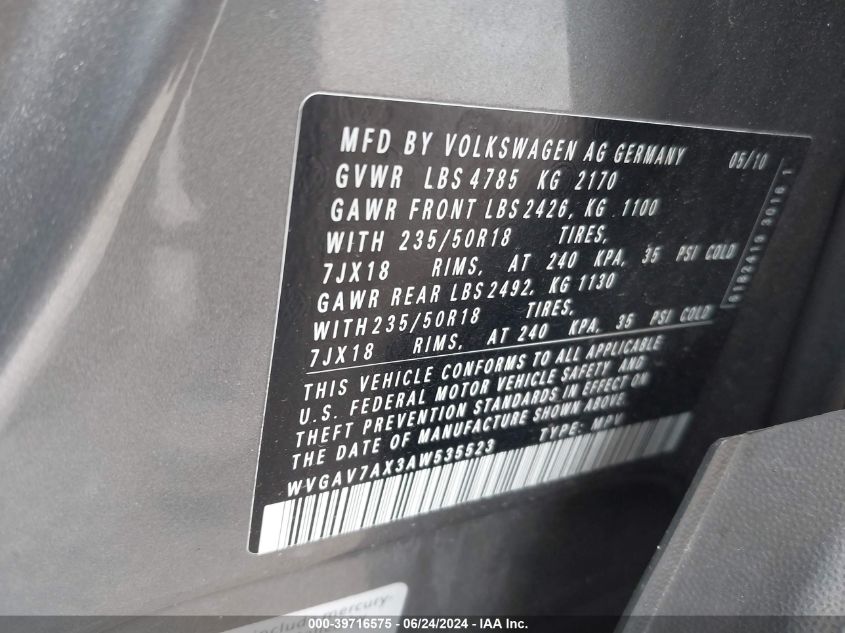 MFD BY VOLKSWAGEN AG GERMANY 05/10
GVWR LBS 4785 KG 2170
GAWR FRONT LBS 2426, KG 1100
WITH 235/50R18 TIRES,
7JX18 RIMS, AT 240 KPA, 35 PSI COLD
GAWR REAR LBS 2492, KG 1130
WITH 235/50R18 TIRES,
7JX18 RIMS, AT 240 KPA, 35 PSI COLD
THIS VEHICLE CONFORMS TO ALL APPLICABLE
U.S. FEDERAL MOTOR VEHICLE SAFETY AND
THEFT PREVENTION STANDARDS IN EFFECT ON
THE DATE OF MANUFACTURE SHOWN ABOVE.
WVGAV7AX3AW535523 TYPE: MPV
include mercury-
000-39716575 - 06/24/2024 - IAA Inc.